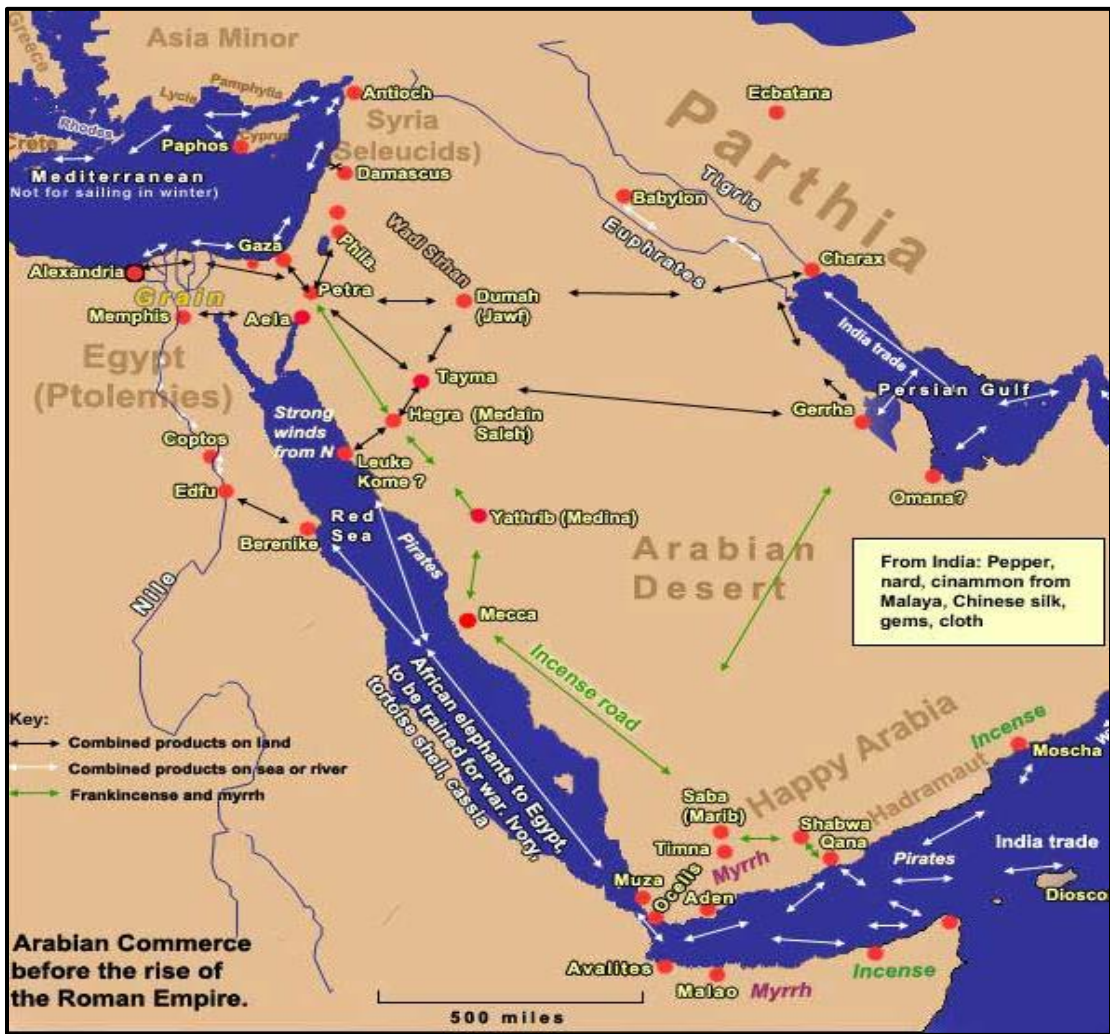 Greece
Asia Minor
Antioch
Ecbatana
Parthia
Pamphylia
Lycia
Rhodes
Crete
Cyprus
Paphos
Syria
Seleucids)
Mediterranean
Not for sailing in winter)
Damascus
Babylon
Tigris
Euphrates
Charax
Gaza
Phila.
Wadi Sirhan
Alexandria
Grain
Petra
Dumah
(Jawf)
Memphis
Aela
India trade
Egypt
(Ptolemies)
Tayma
Persian Gulf
Gerrha
Strong
winds
from N
Hegra (Medain
Saleh)
Coptos
Leuke
Kome ?
Omana?
Edfu
Red
Sea
Yathrib (Medina)
Berenike
Pirates
Arabian
Desert
From India: Pepper,
nard, cinammon from
Malaya, Chinese silk,
gems, cloth
Nile
Mecca
Incense road
African elephants to Egypt,
to be trained for war. Ivory,
tortoise shell, cassia
Key:
Combined products on land
Combined products on sea or river
Frankincense and myrrh
Happy Arabia
Incense
Moscha
Hadramaut
Saba
(Marib)
Shabwa
Timna
Qana
Myrrh
Pirates
India trade
Muza
Ocells
Aden
Diosco
Arabian Commerce
before the rise of
the Roman Empire.
Avalites
Malao
Myrrh
Incense
500 miles